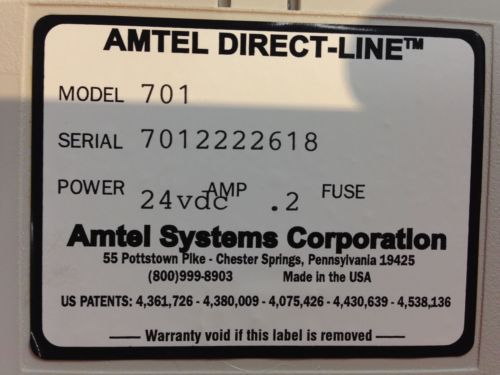 AMTEL DIRECT-LINE™
MODEL 701
SERIAL 7012222618
POWER 24vdc AMP .2 FUSE
Amtel Systems Corporation
55 Pottstown Pike - Chester Springs, Pennsylvania 19425
(800)999-8903 Made in the USA
US PATENTS: 4,361,726 - 4,380,009 - 4,075,426 - 4,430,639 - 4,538,136
Warranty void if this label is removed